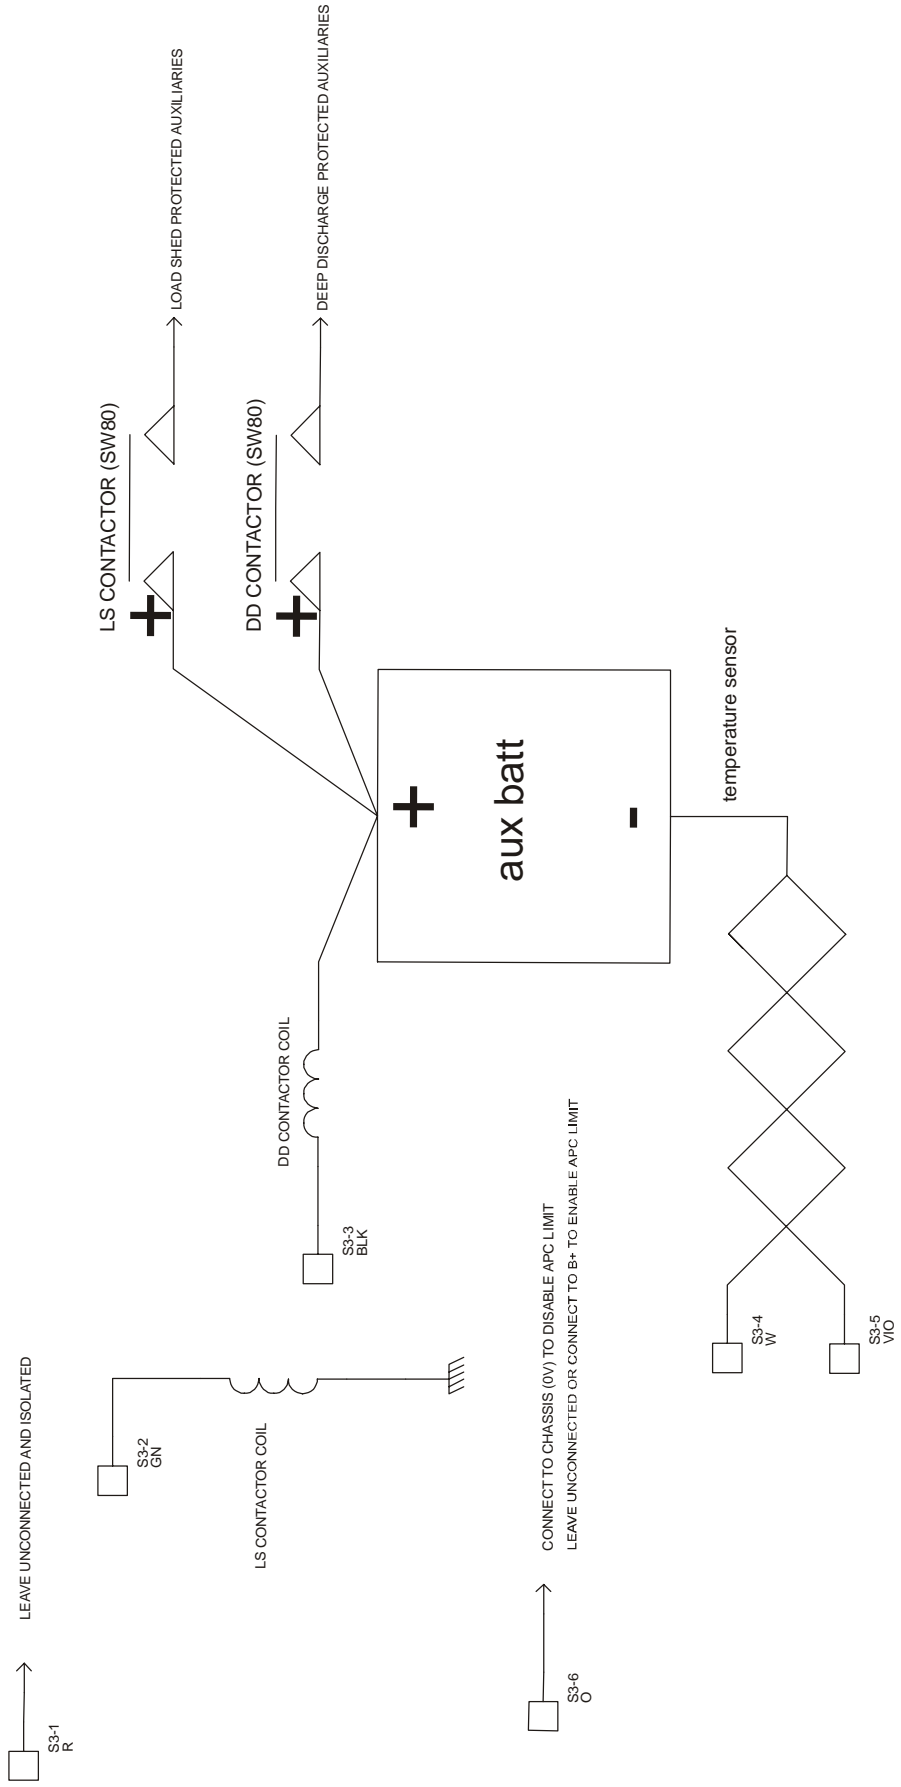 S3-1
R
LEAVE UNCONNECTED AND ISOLATED
S3-2
GN
LS CONTACTOR COIL
S3-3
BLK
DD CONTACTOR COIL
LS CONTACTOR (SW80)
+
LOAD SHED PROTECTED AUXILIARIES
DD CONTACTOR (SW80)
+
DEEP DISCHARGE PROTECTED AUXILIARIES
+
aux batt
-
temperature sensor
S3-6
O
CONNECT TO CHASSIS (0V) TO DISABLE APC LIMIT
LEAVE UNCONNECTED OR CONNECT TO B+ TO ENABLE APC LIMIT
S3-4
W
S3-5
VIO